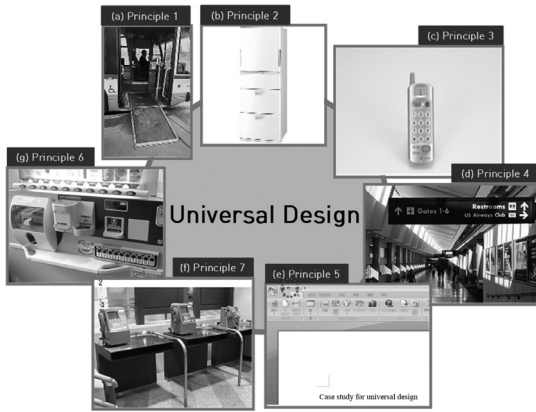 (a) Principle 1
(b) Principle 2
(c) Principle 3
(g) Principle 6
(d) Principle 4
Universal Design
Gates 1-6
Restrooms
US Airways Club
(f) Principle 7
(e) Principle 5
Case study for universal design